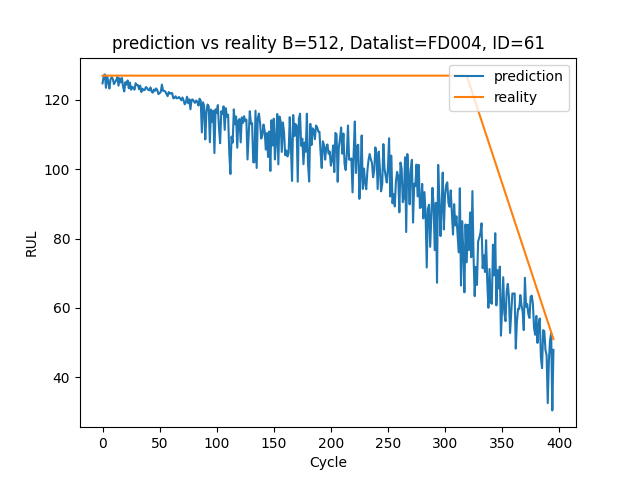 prediction vs reality B=512, Datalist=FD004, ID=61
prediction
reality
RUL
120
100
80
60
40
0 50 100 150 200 250 300 350 400
Cycle